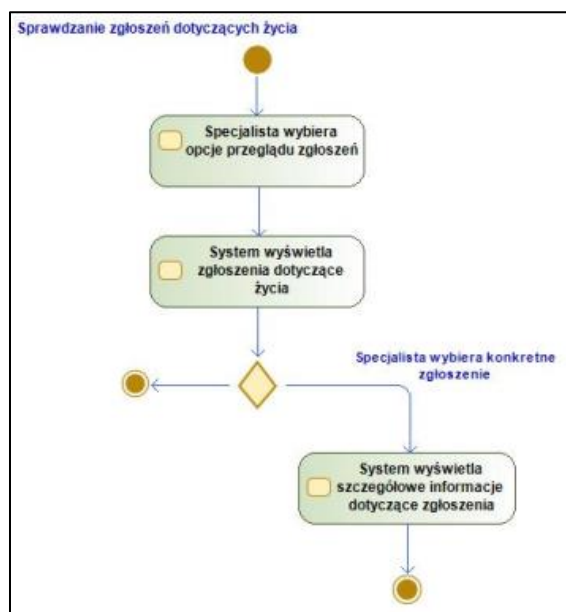 Sprawdzanie zgłoszeń dotyczących życia
Specjalista wybiera
opcje przeglądu zgłoszeń
System wyświetla
zgłoszenia dotyczące
życia
Specjalista wybiera konkretne
zgłoszenie
System wyświetla
szczegółowe informacje
dotyczące zgłoszenia